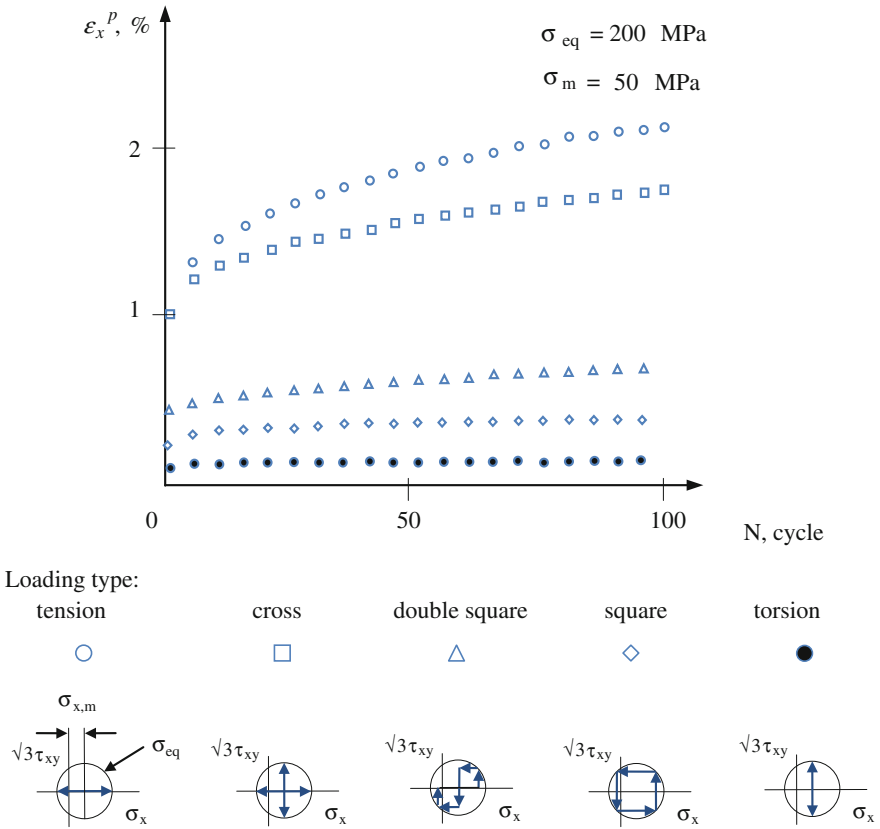 εₓᵖ, %
σ eq = 200 MPa
σ m = 50 MPa
2
1
0
50
100
N, cycle
Loading type:
tension cross double square square torsion
σx,m
√3τxy σeq √3τxy √3τxy √3τxy √3τxy
σx σx σx σx σx